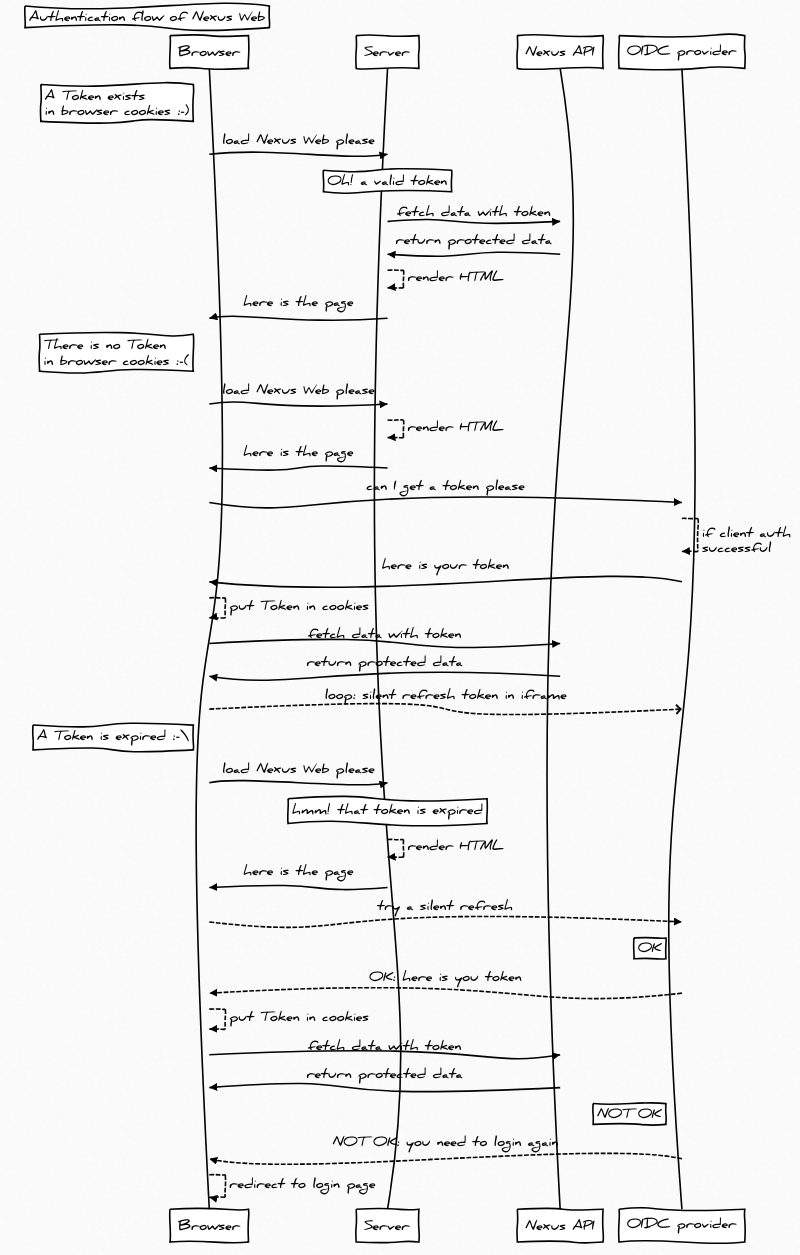 Authentication flow of Nexus Web
Browser
Server
Nexus API
OIDC provider
A Token exists
in browser cookies :-)
load Nexus Web please
Oh! a valid token
fetch data with token
return protected data
render HTML
here is the page
There is no Token
in browser cookies :-(
load Nexus Web please
render HTML
here is the page
can I get a token please
if client auth
successful
here is your token
put Token in cookies
fetch data with token
return protected data
loop: silent refresh token in iframe
A Token is expired :-\
load Nexus Web please
hmm! that token is expired
render HTML
here is the page
try a silent refresh
OK
OK: here is you token
put Token in cookies
fetch data with token
return protected data
NOT OK
NOT OK: you need to login again
redirect to login page
Browser
Server
Nexus API
OIDC provider